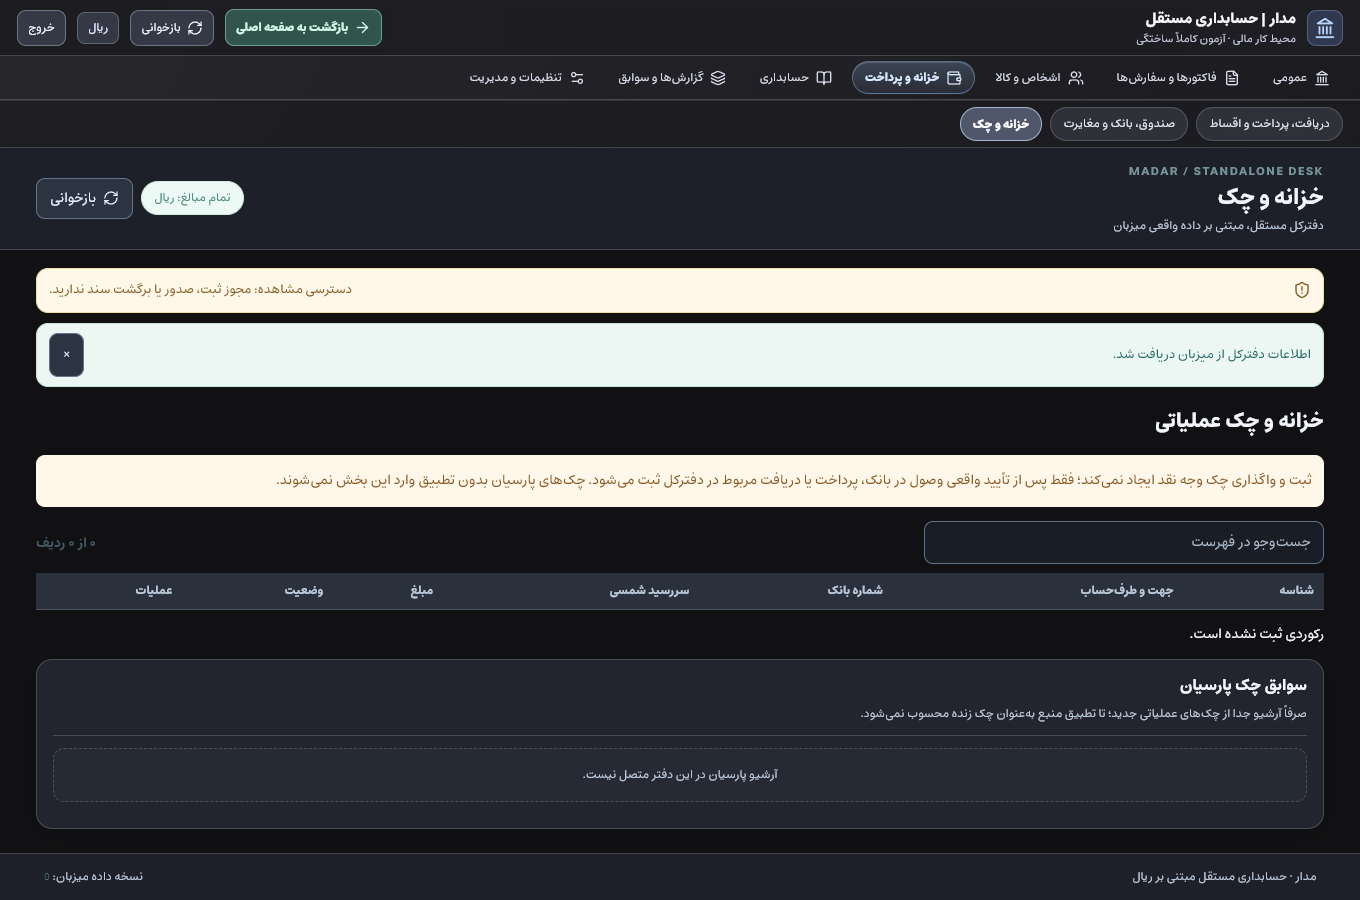 مدار | حسابداری مستقل
محیط کار مالی · آزمون کاملاً ساختگی
بازگشت به صفحه اصلی
بازخوانی
ریال
خروج
عمومی
فاکتورها و سفارش‌ها
اشخاص و کالا
خزانه و پرداخت
حسابداری
گزارش‌ها و سوابق
تنظیمات و مدیریت
دریافت، پرداخت و اقساط
صندوق، بانک و مغایرت
خزانه و چک
MADAR / STANDALONE DESK
خزانه و چک
دفترکل مستقل، مبتنی بر داده واقعی میزبان
تمام مبالغ: ریال
بازخوانی
دسترسی مشاهده: مجوز ثبت، صدور یا برگشت سند ندارید.
اطلاعات دفترکل از میزبان دریافت شد.
×
خزانه و چک عملیاتی
ثبت و واگذاری چک وجه نقد ایجاد نمی‌کند؛ فقط پس از تأیید واقعی وصول در بانک، پرداخت یا دریافت مربوط در دفترکل ثبت می‌شود. چک‌های پارسیان بدون تطبیق وارد این بخش نمی‌شوند.
جست‌وجو در فهرست
۰ از ۰ ردیف
شناسه
جهت و طرف‌حساب
شماره بانک
سررسید شمسی
مبلغ
وضعیت
عملیات
رکوردی ثبت نشده است.
سوابق چک پارسیان
صرفاً آرشیو جدا از چک‌های عملیاتی جدید؛ تا تطبیق منبع به‌عنوان چک زنده محسوب نمی‌شود.
آرشیو پارسیان در این دفتر متصل نیست.
مدار · حسابداری مستقل مبتنی بر ریال
نسخه داده میزبان: